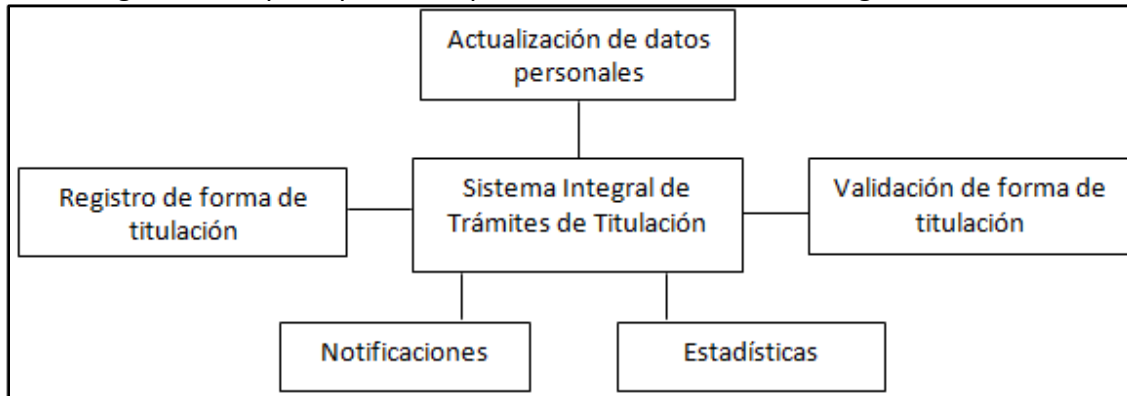 Actualización de datos
personales
Registro de forma de
titulación
Sistema Integral de
Trámites de Titulación
Validación de forma de
titulación
Notificaciones
Estadísticas